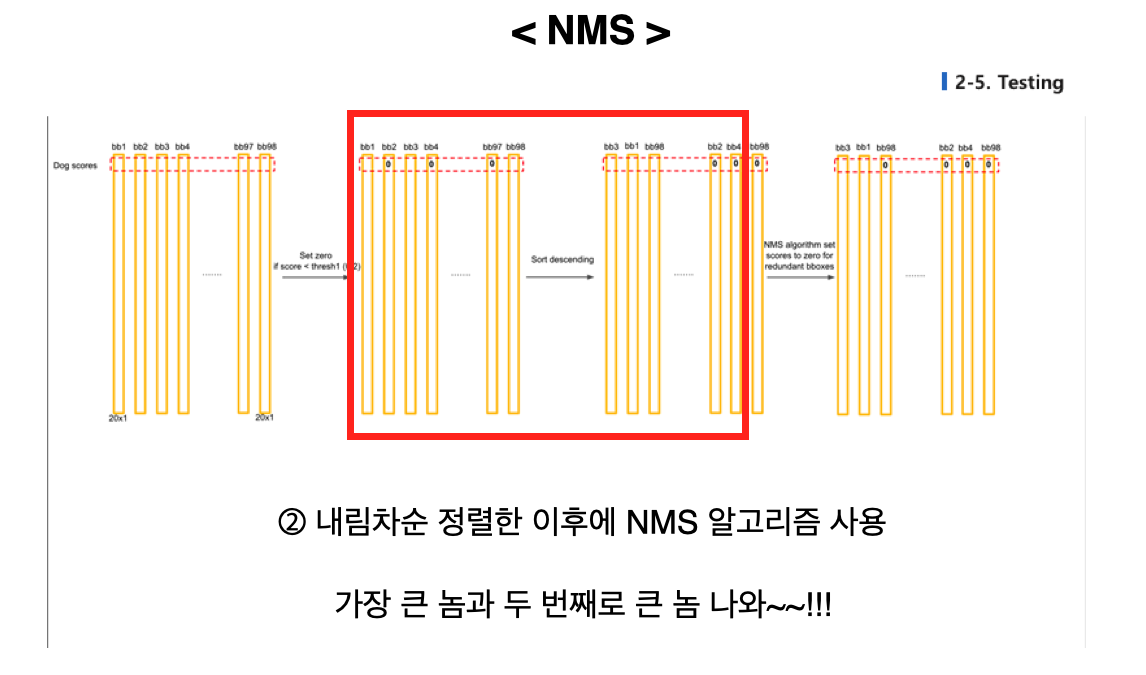 < NMS >
2-5. Testing
bb1 bb2 bb3 bb4 bb97 bb98
Dog scores
20x1 20x1
Set zero
if score < thresh1 (
2)
bb1 bb2 bb3 bb4 bb97 bb98
0 0 0
.......
Sort descending
bb3 bb1 bb98 bb2 bb4 bb98
0 0 0
.......
NMS algorithm set
scores to zero for
redundant bboxes
bb3 bb1 bb98 bb2 bb4 bb98
0 0 0 0
.......
② 내림차순 정렬한 이후에 NMS 알고리즘 사용
가장 큰 놈과 두 번째로 큰 놈 나와~~!!!